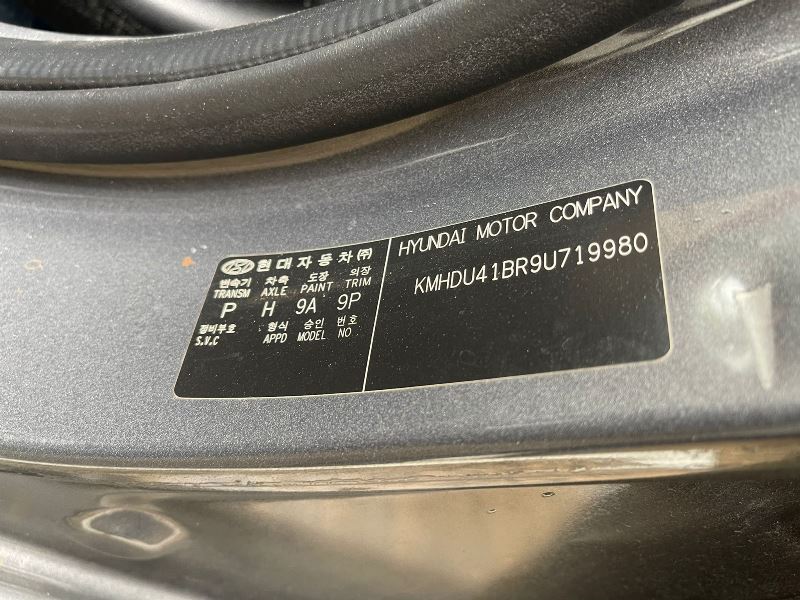 현대자동차㈜
변속기 차축 도장 의장
TRANSM AXLE PAINT TRIM
P H 9A 9P
정비부호 형식 승인 번호
S.V.C APPD MODEL NO
HYUNDAI MOTOR COMPANY
KMHDU41BR9U719980